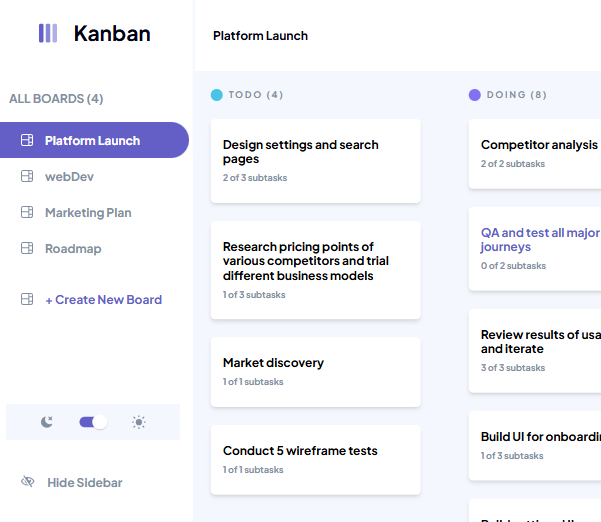 Kanban
Platform Launch
ALL BOARDS (4)
Platform Launch
webDev
Marketing Plan
Roadmap
+ Create New Board
Hide Sidebar
TODO (4)
Design settings and search
pages
2 of 3 subtasks
Research pricing points of
various competitors and trial
different business models
1 of 3 subtasks
Market discovery
1 of 1 subtasks
Conduct 5 wireframe tests
1 of 1 subtasks
DOING (8)
Competitor analysis
2 of 2 subtasks
QA and test all major
journeys
0 of 2 subtasks
Review results of usa
and iterate
3 of 3 subtasks
Build UI for onboardi
1 of 3 subtasks